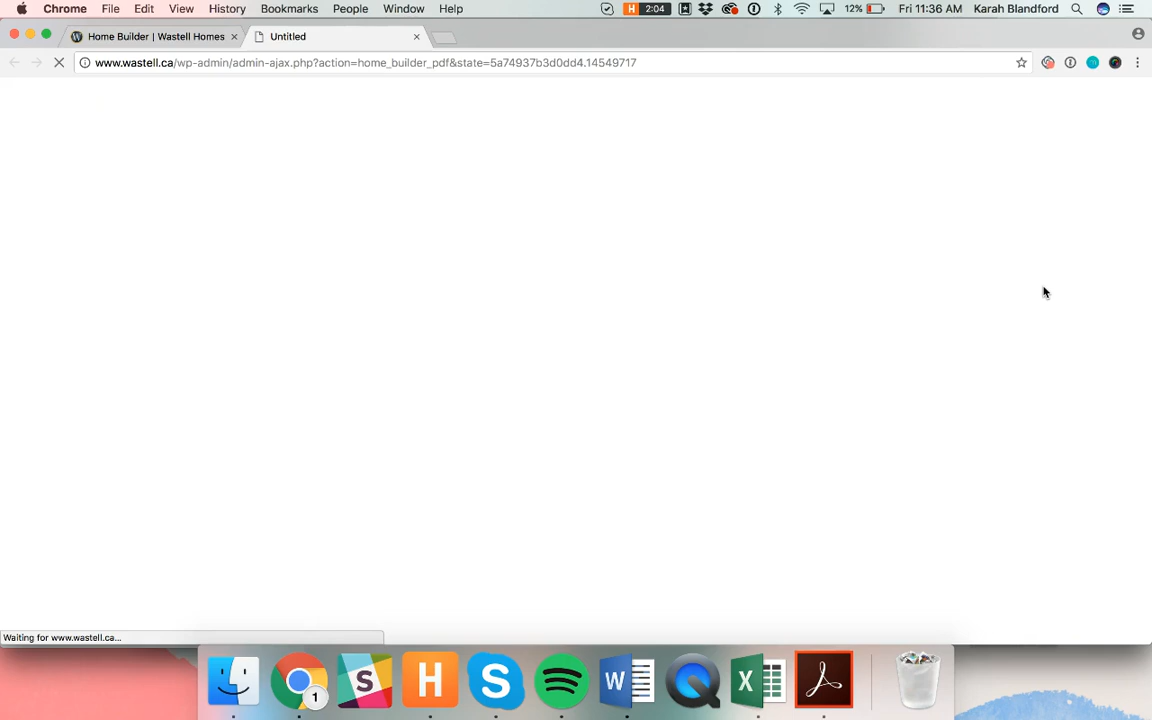 Chrome File Edit View History Bookmarks People Window Help H 2:04 12% Fri 11:36 AM Karah Blandford
Home Builder | Wastell Homes Untitled
www.wastell.ca/wp-admin/admin-ajax.php?action=home_builder_pdf&state=5a74937b3d0dd4.14549717
Waiting for www.wastell.ca...
1 S H S W X